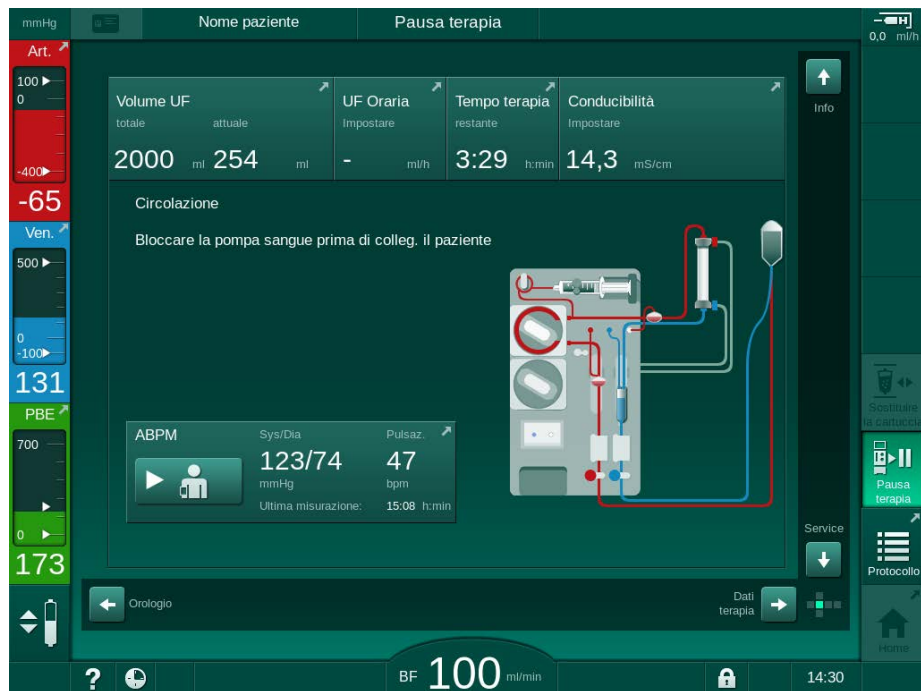 mmHg
Nome paziente
Pausa terapia
0,0 ml/h
Art.
100
0
-400
-65
Ven.
500
0
-100
131
PBE
700
0
173
Volume UF
totale attuale
2000 ml 254 ml
UF Oraria
Impostare
- ml/h
Tempo terapia
restante
3:29 h:min
Conducibilità
Impostare
14,3 mS/cm
Info
Circolazione
Bloccare la pompa sangue prima di colleg. il paziente
ABPM
Sys/Dia
Pulsaz.
123/74
47
mmHg
bpm
Ultima misurazione: 15:08 h:min
Service
Orologio
Dati
terapia
Sostituire
la cartuccia
Pausa
terapia
Protocollo
Home
?
BF 100 ml/min
14:30